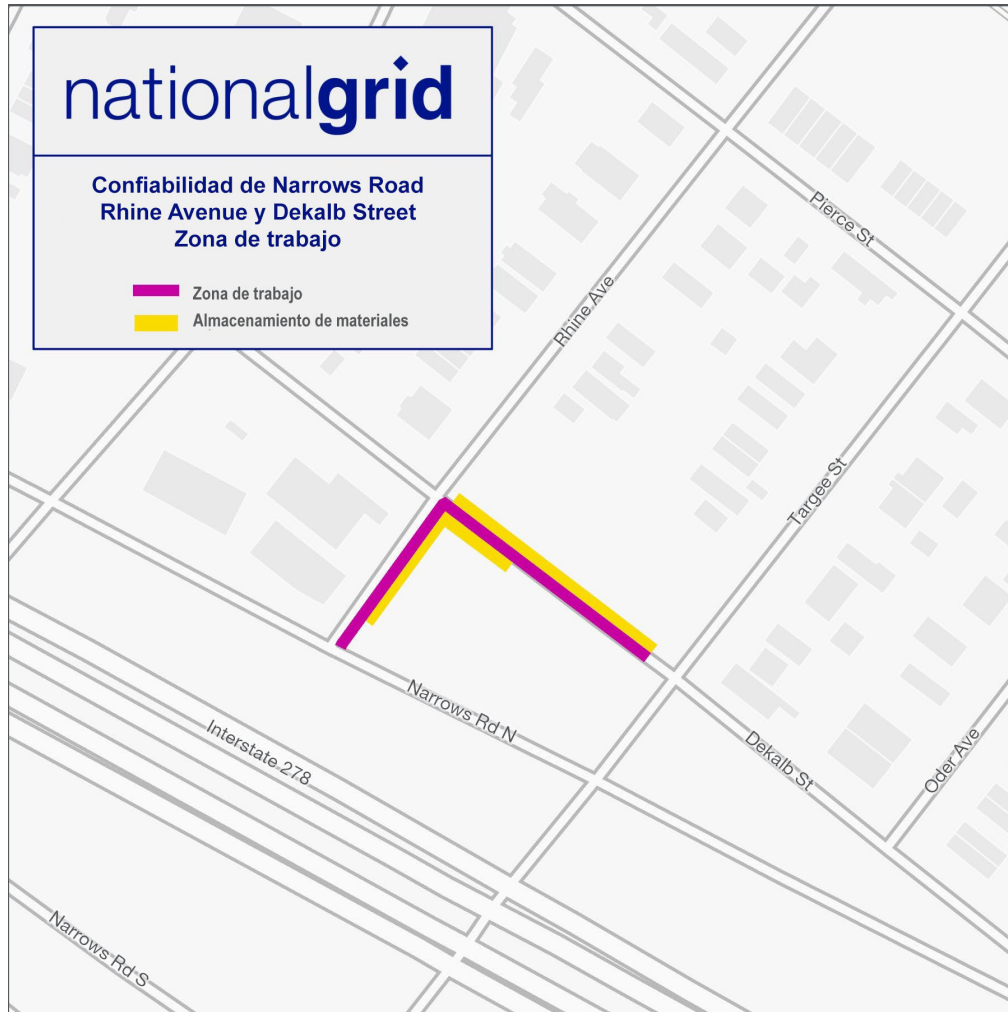 nationalgrid
Confiabilidad de Narrows Road
Rhine Avenue y Dekalb Street
Zona de trabajo
Zona de trabajo
Almacenamiento de materiales
Pierce St
Rhine Ave
Targee St
Narrows Rd N
Interstate 278
Dekalb St
Oder Ave
Narrows Rd S